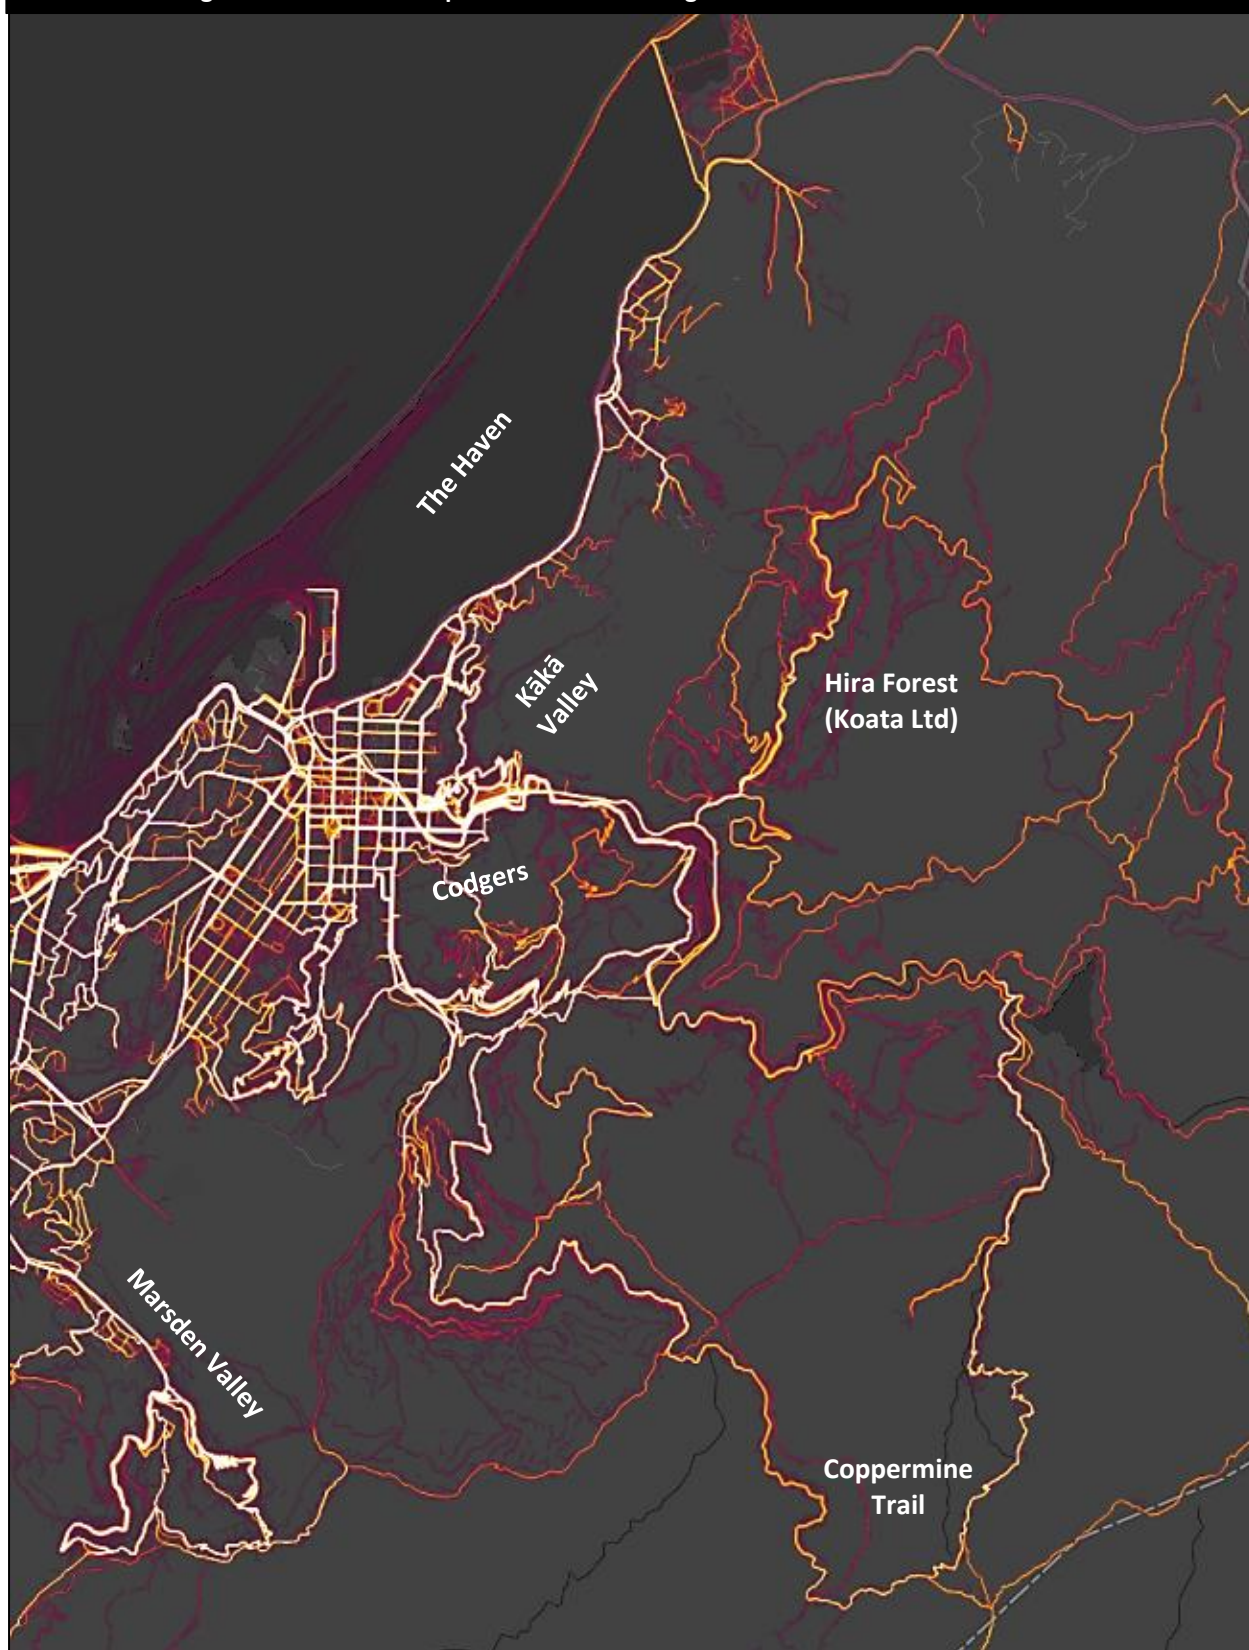 The Haven
Kākā
Valley
Hira Forest
(Koata Ltd)
Codgers
Marsden Valley
Coppermine
Trail